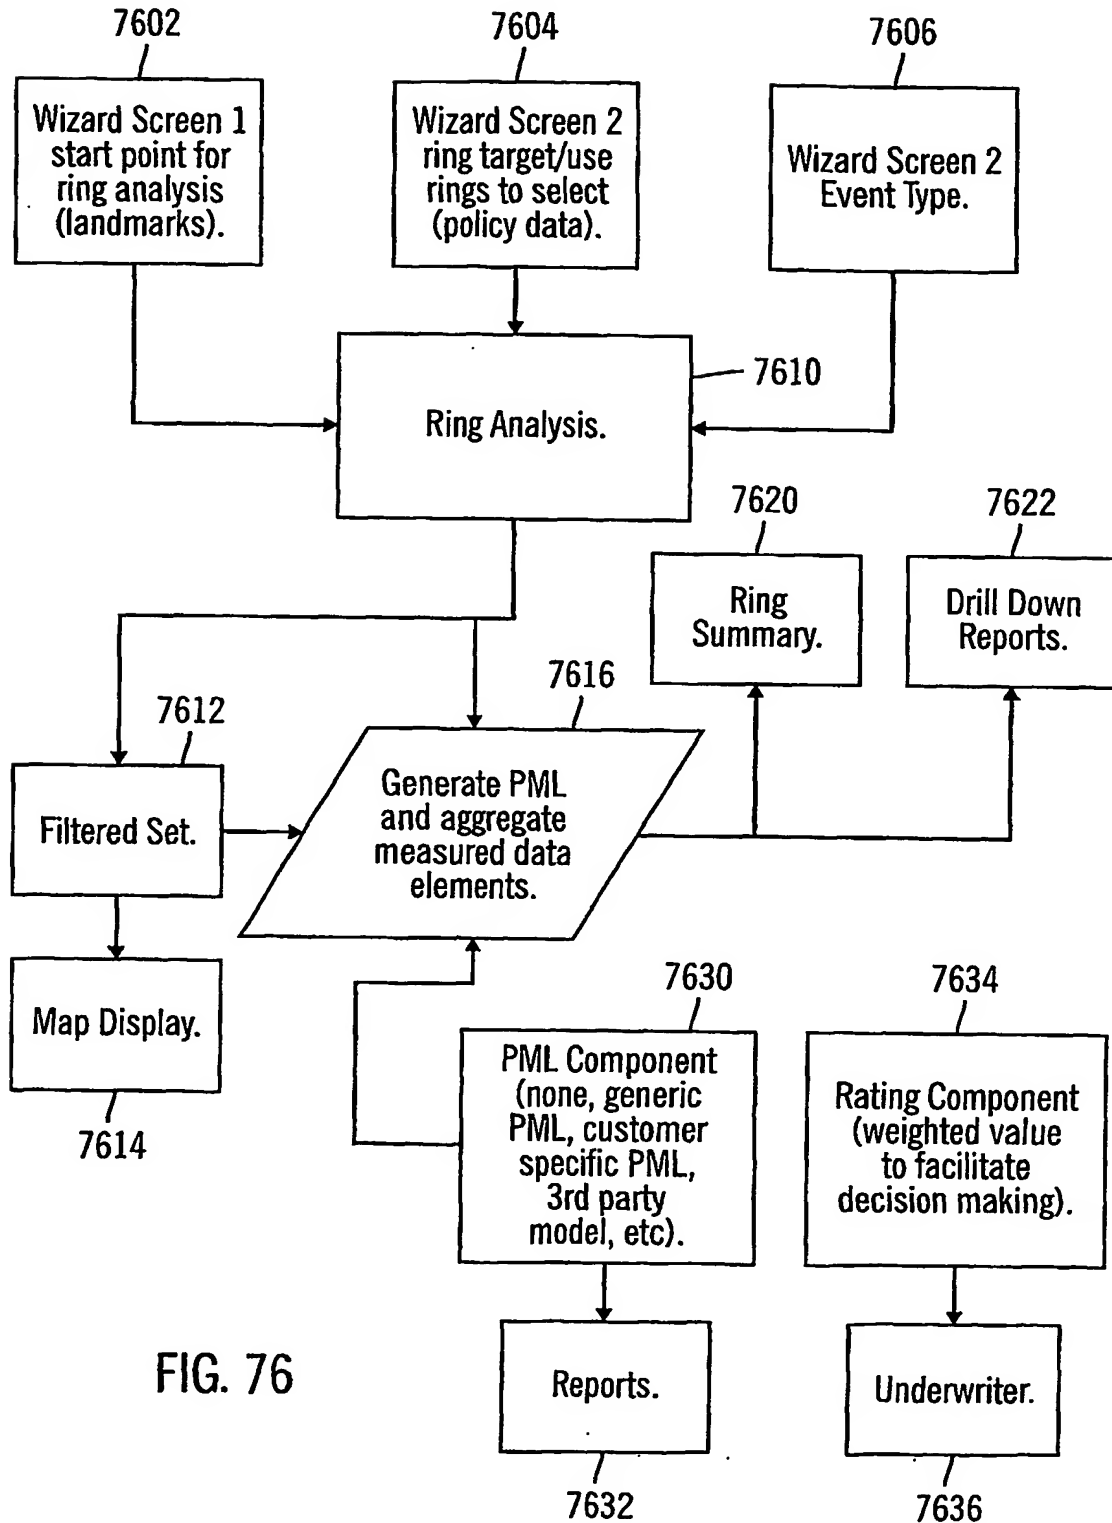 7602
7604
7606
Wizard Screen 1
start point for
ring analysis
(landmarks).
Wizard Screen 2
ring target/use
rings to select
(policy data).
Wizard Screen 2
Event Type.
7610
Ring Analysis.
7620
7622
Ring
Summary.
Drill Down
Reports.
7612
7616
Filtered Set.
Generate PML
and aggregate
measured data
elements.
Map Display.
7614
7630
7634
PML Component
(none, generic
PML, customer
specific PML,
3rd party
model, etc).
Rating Component
(weighted value
to facilitate
decision making).
FIG. 76
Reports.
Underwriter.
7632
7636